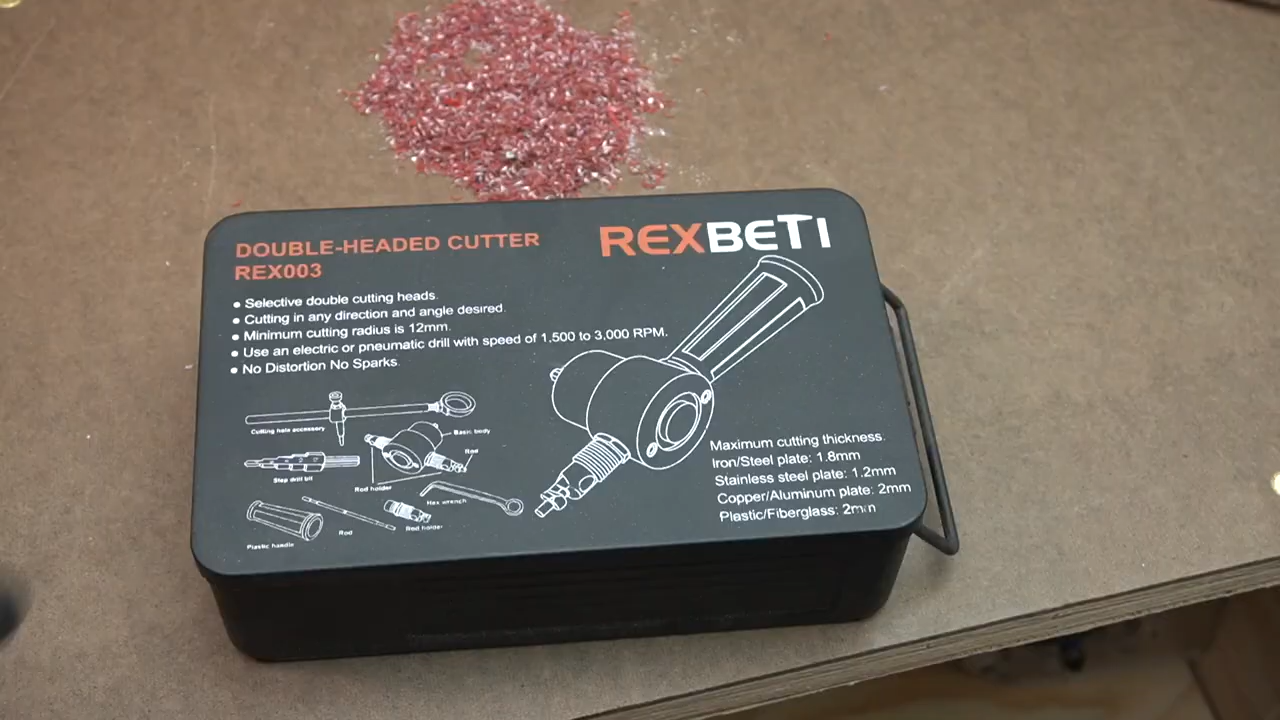 DOUBLE-HEADED CUTTER
REX003
REXBETI
● Selective double cutting heads.
● Cutting in any direction and angle desired.
● Minimum cutting radius is 12mm.
● Use an electric or pneumatic drill with speed of 1,500 to 3,000 RPM.
● No Distortion No Sparks.
Cutting hole accessory
Basic body
Rod
Step drill bit
Rod holder
Hex wrench
Plastic handle
Rod
Rod holder
Maximum cutting thickness.
Iron/Steel plate: 1.8mm
Stainless steel plate: 1.2mm
Copper/Aluminum plate: 2mm
Plastic/Fiberglass: 2mm